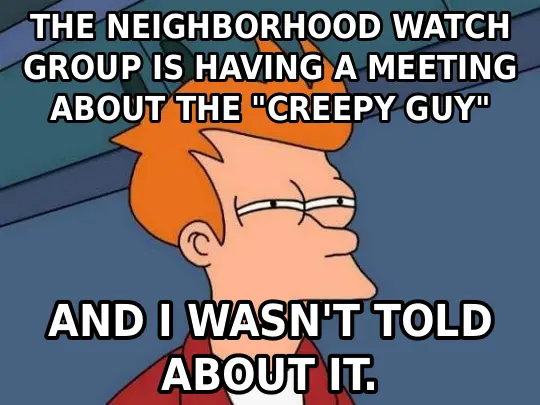 THE NEIGHBORHOOD WATCH
GROUP IS HAVING A MEETING
ABOUT THE "CREEPY GUY"
AND I WASN'T TOLD
ABOUT IT.